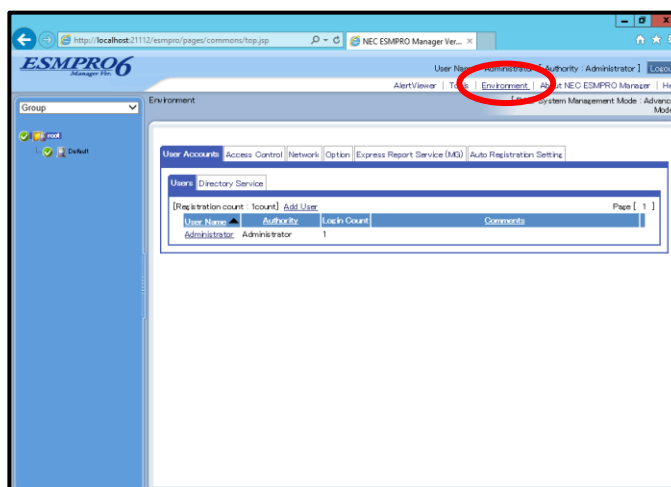 http://localhost:21112/esmpro/pages/commons/top.jsp
NEC ESMPRO Manager Ver...
ESMPRO6
Manager Ver.
User Administrator [ Authority : Administrator ] Logou
AlertViewer | | Environment | About NEC ESMPRO Manager | He
Group
Environment
System Management Mode : Advanc
Mode
root
Default
User Accounts Access Control Network Option Express Report Service (MG) Auto Registration Setting
Users Directory Service
[Registration count : 1count] Add User Page [ 1 ]
User Name Authority Login Count Comments
Administrator Administrator 1